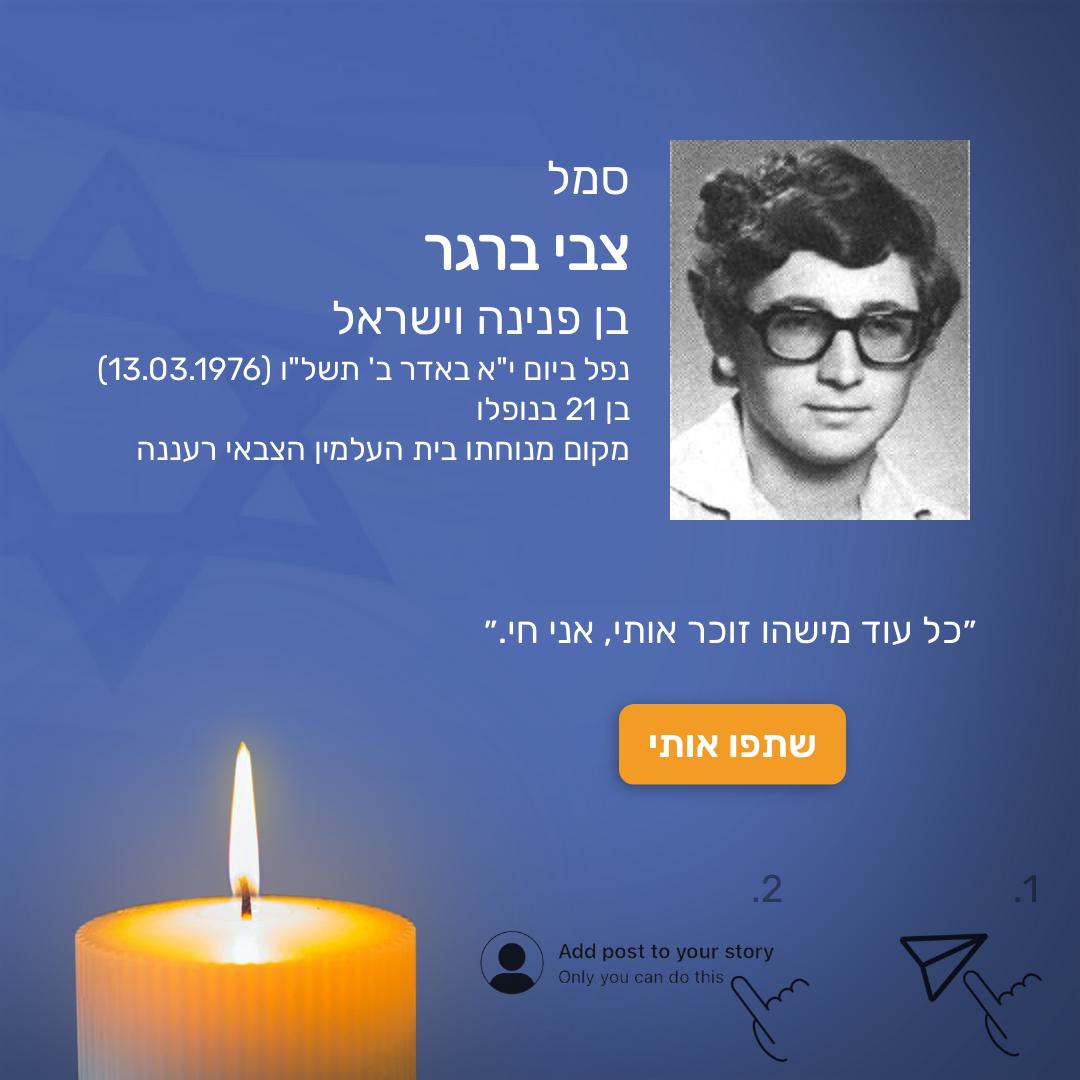 סמל
צבי ברגר
בן פנינה וישראל
נפל ביום י"א באדר ב' תשל"ו (13.03.1976)
בן 21 בנופלו
מקום מנוחתו בית העלמין הצבאי רעננה
״כל עוד מישהו זוכר אותי, אני חי.״
שתפו אותי
.1
.2
Add post to your story
Only you can do this